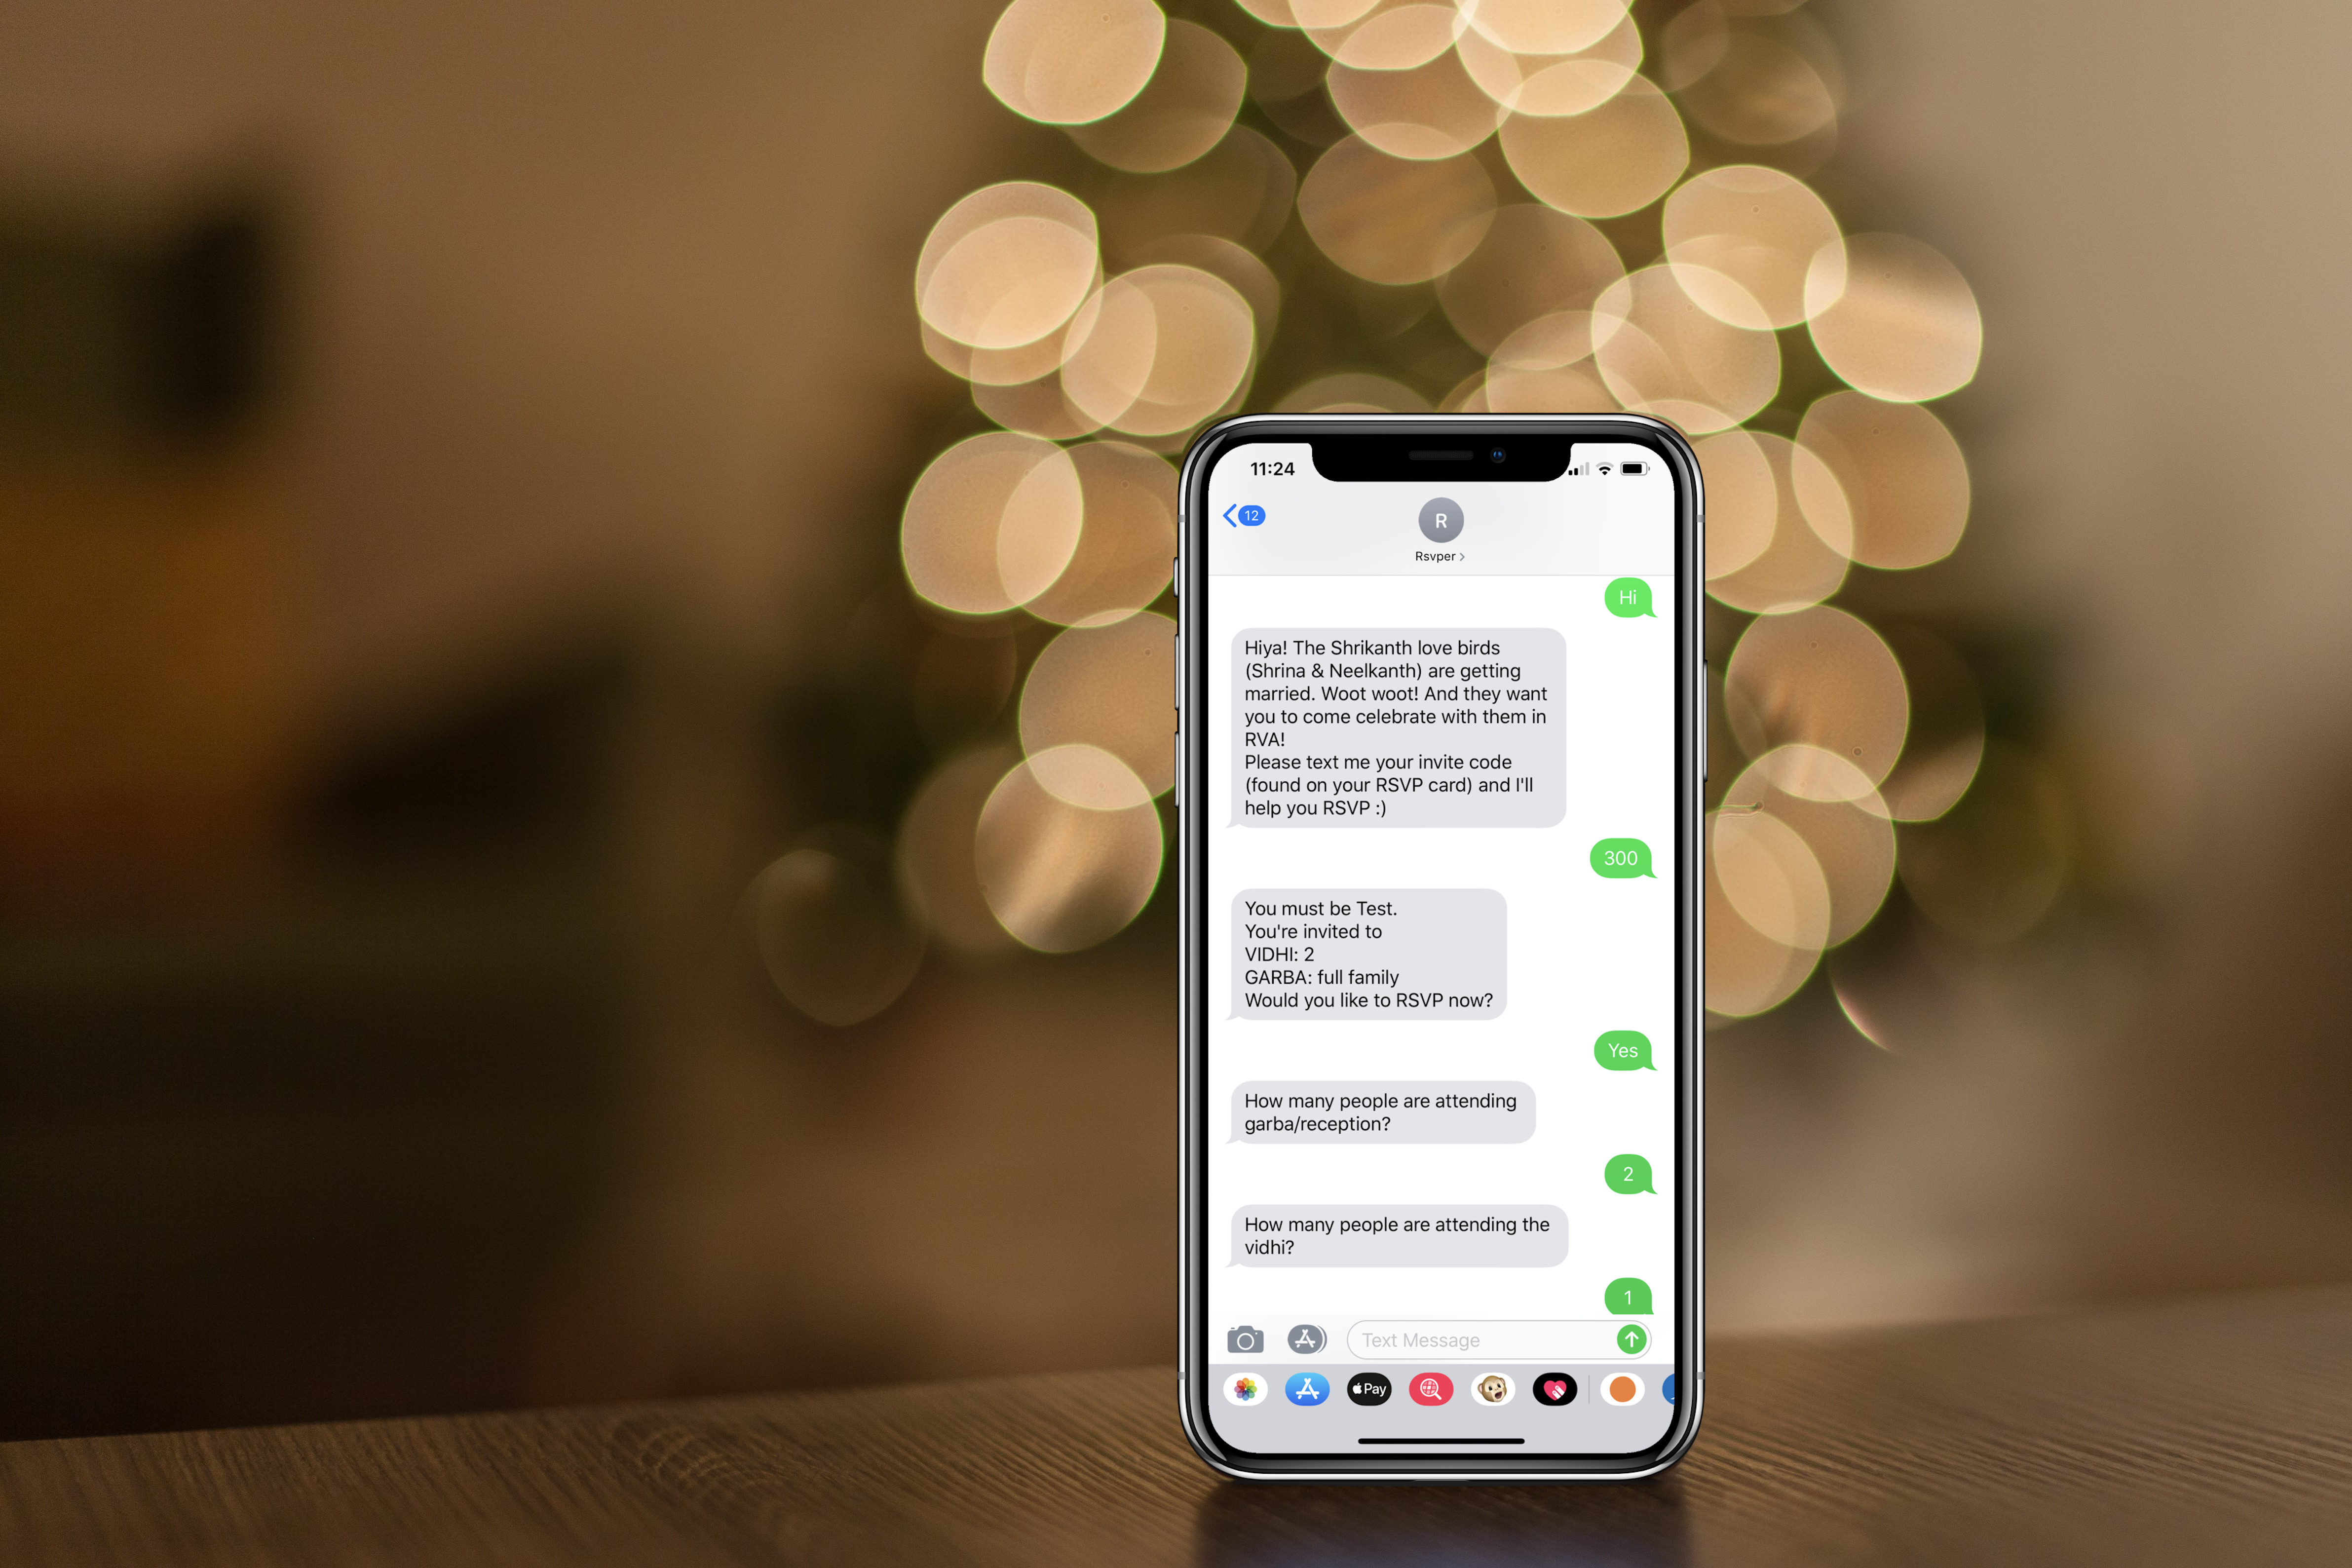 11:24
12
R
Rsvper
Hi
Hiya! The Shrikanth love birds
(Shrina & Neelkanth) are getting
married. Woot woot! And they want
you to come celebrate with them in
RVA!
Please text me your invite code
(found on your RSVP card) and I'll
help you RSVP :)
300
You must be Test.
You're invited to
VIDHI: 2
GARBA: full family
Would you like to RSVP now?
Yes
How many people are attending
garba/reception?
2
How many people are attending the
vidhi?
1
Text Message
Pay